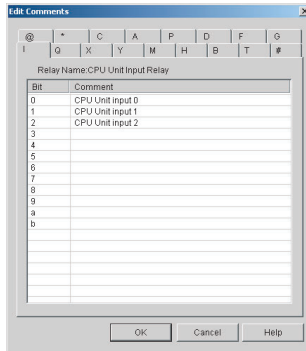 Edit Comments
@ * C A P D F G
I Q X Y M H B T #
Relay Name:CPU Unit Input Relay
Bit Comment
0 CPU Unit input 0
1 CPU Unit input 1
2 CPU Unit input 2
3
4
5
6
7
8
9
a
b
OK Cancel Help